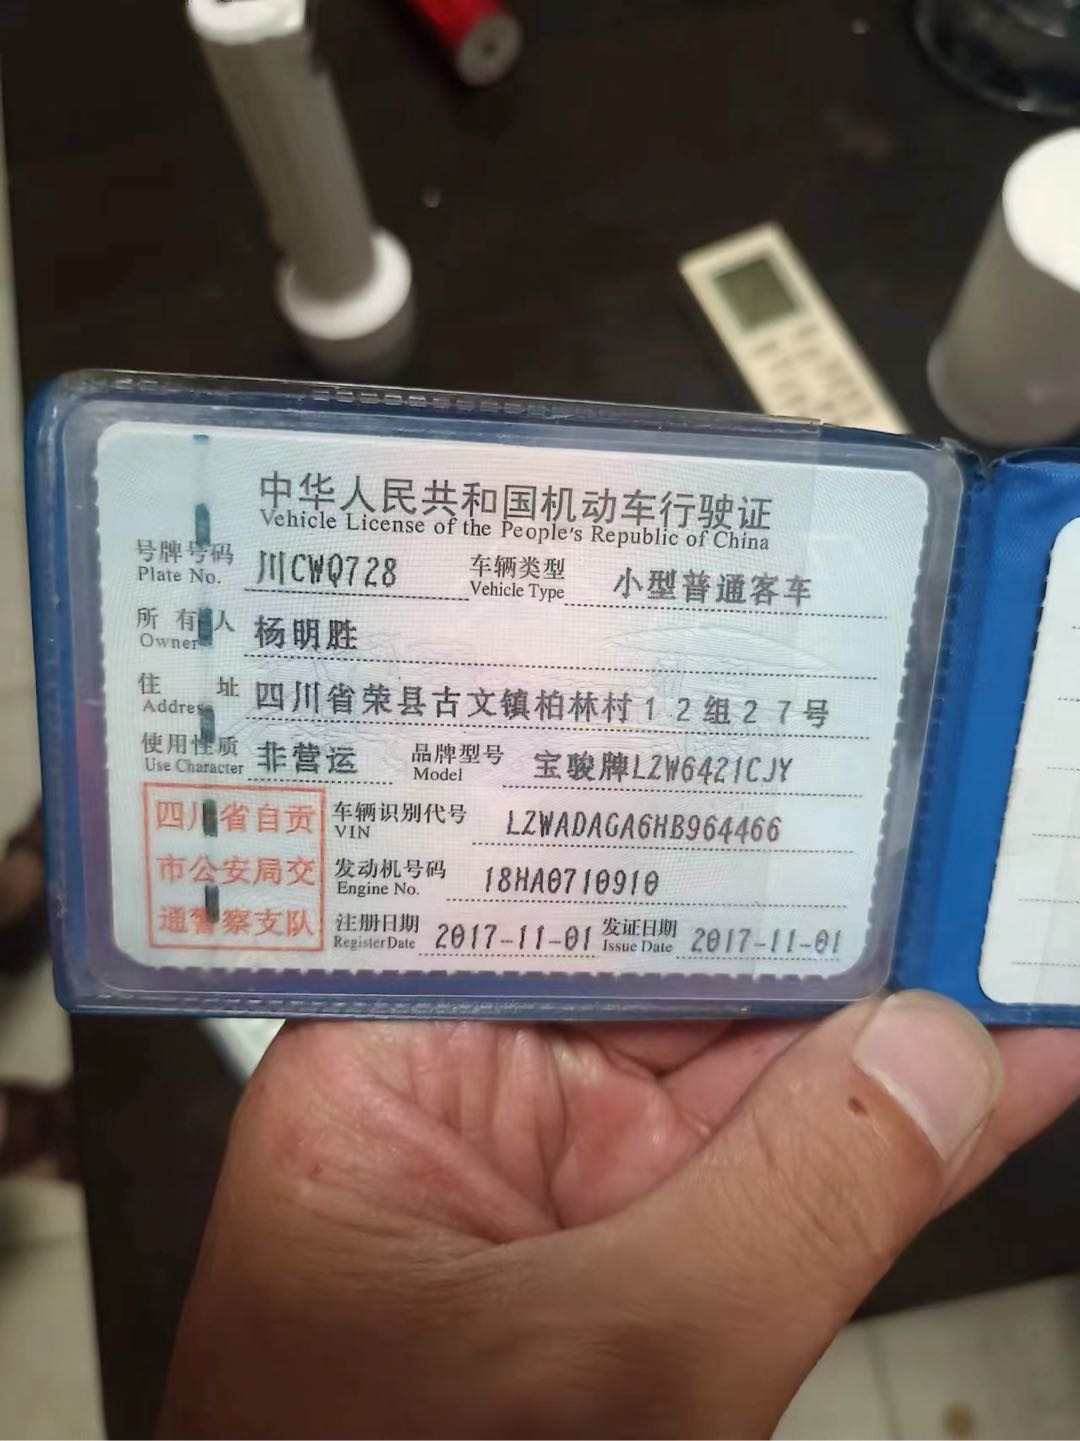 中华人民共和国机动车行驶证
Vehicle License of the People's Republic of China
号牌号码 川CWQ728 车辆类型 小型普通客车
Plate No. Vehicle Type
所有人 杨明胜
Owner
住址 四川省荣县古文镇柏林村12组27号
Address
使用性质 非营运 品牌型号 宝骏牌LZW6421CJY
Use Character Model
四川省自贡
市公安局交
通警察支队
车辆识别代号 LZWADAGA6HB964466
VIN
发动机号码 18HA0710910
Engine No.
注册日期 2017-11-01 发证日期 2017-11-01
Register Date Issue Date